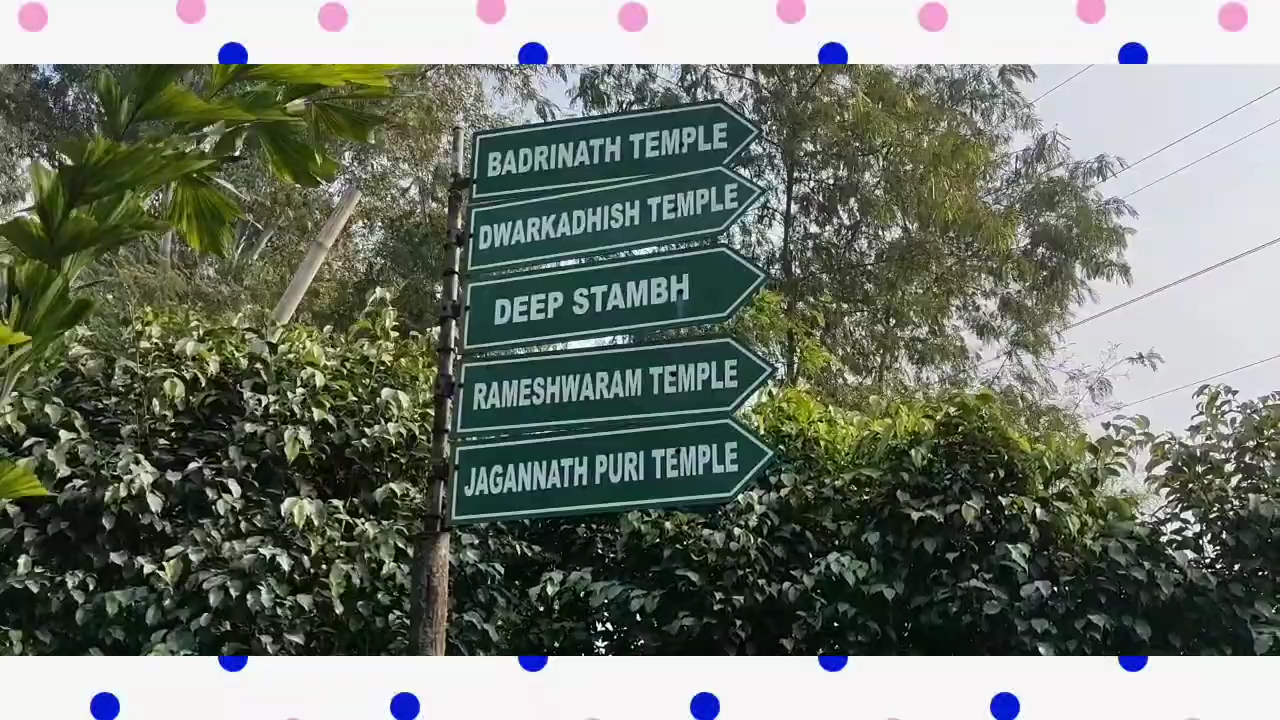 BADRINATH TEMPLE
DWARKADHISH TEMPLE
DEEP STAMBH
RAMESHWARAM TEMPLE
JAGANNATH PURI TEMPLE